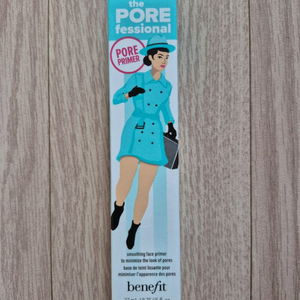 the
PORE
fessional
PORE
PRIMER
smoothing face primer
to minimize the look of pores
base de teint lissante pour
minimiser l'apparence des pores
benefit